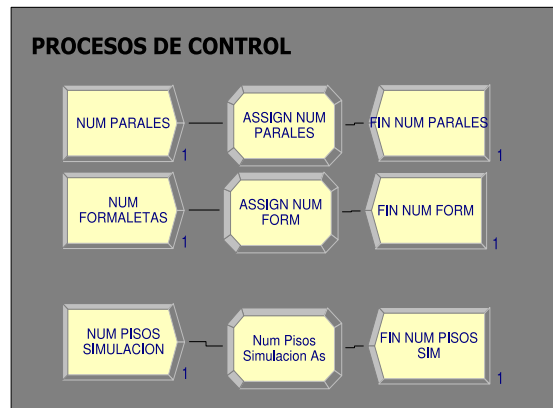 PROCESOS DE CONTROL
NUM PARALES
1
ASSIGN NUM
PARALES
FIN NUM PARALES
1
NUM
FORMALETAS
1
ASSIGN NUM
FORM
FIN NUM FORM
1
NUM PISOS
SIMULACION
1
Num Pisos
Simulacion As
FIN NUM PISOS
SIM
1